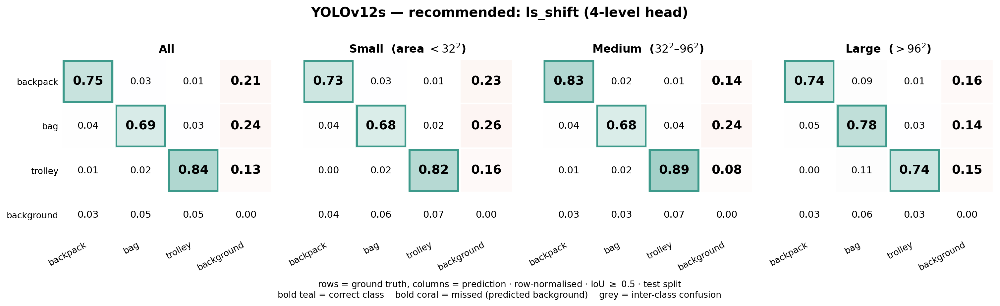 YOLOv12s — recommended: ls_shift (4-level head)
All
Small (area < 32²)
Medium (32²–96²)
Large (> 96²)
backpack 0.75 0.03 0.01 0.21 0.73 0.03 0.01 0.23 0.83 0.02 0.01 0.14 0.74 0.09 0.01 0.16
bag 0.04 0.69 0.03 0.24 0.04 0.68 0.02 0.26 0.04 0.68 0.04 0.24 0.05 0.78 0.03 0.14
trolley 0.01 0.02 0.84 0.13 0.00 0.02 0.82 0.16 0.01 0.02 0.89 0.08 0.00 0.11 0.74 0.15
background 0.03 0.05 0.05 0.00 0.04 0.06 0.07 0.00 0.03 0.03 0.07 0.00 0.03 0.06 0.03 0.00
backpack bag trolley background backpack bag trolley background backpack bag trolley background backpack bag trolley background
rows = ground truth, columns = prediction · row-normalised · IoU ≥ 0.5 · test split
bold teal = correct class bold coral = missed (predicted background) grey = inter-class confusion